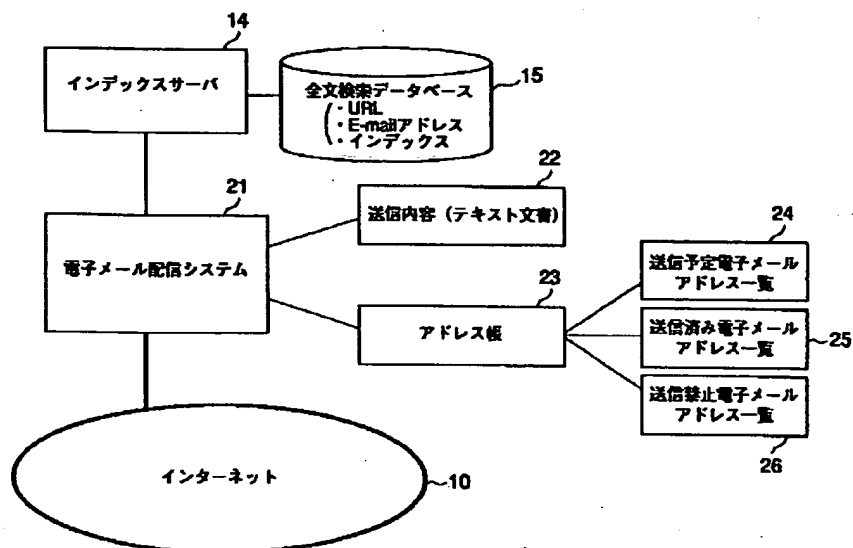 14
インデックスサーバ
15
全文検索データベース
・URL
・E-mailアドレス
・インデックス
21
電子メール配信システム
22
送信内容（テキスト文書）
23
アドレス帳
24
送信予定電子メール
アドレス一覧
送信済み電子メール
アドレス一覧
25
送信禁止電子メール
アドレス一覧
26
インターネット
10